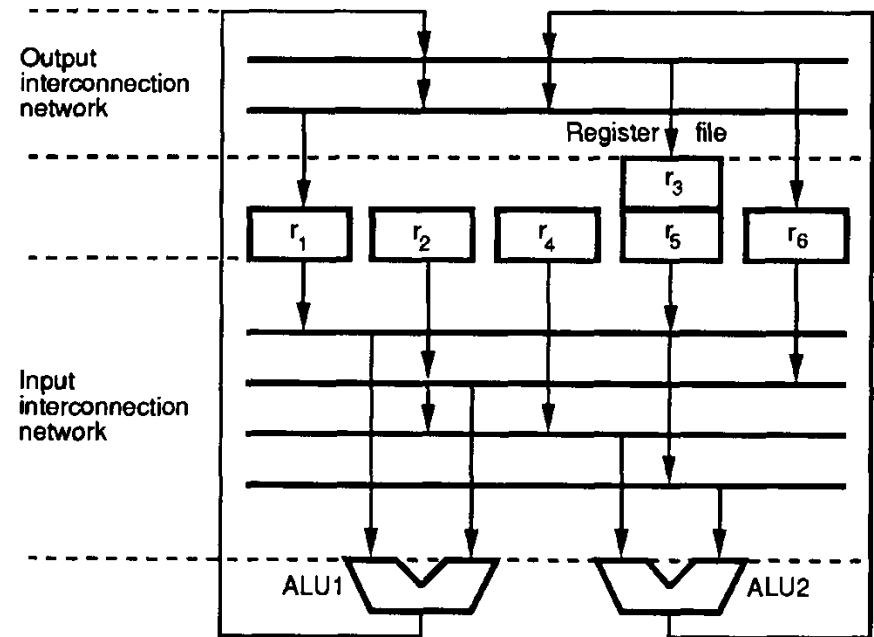 Output
interconnection
network
Register file
r3
r1
r2
r4
r5
r6
Input
interconnection
network
ALU1
ALU2